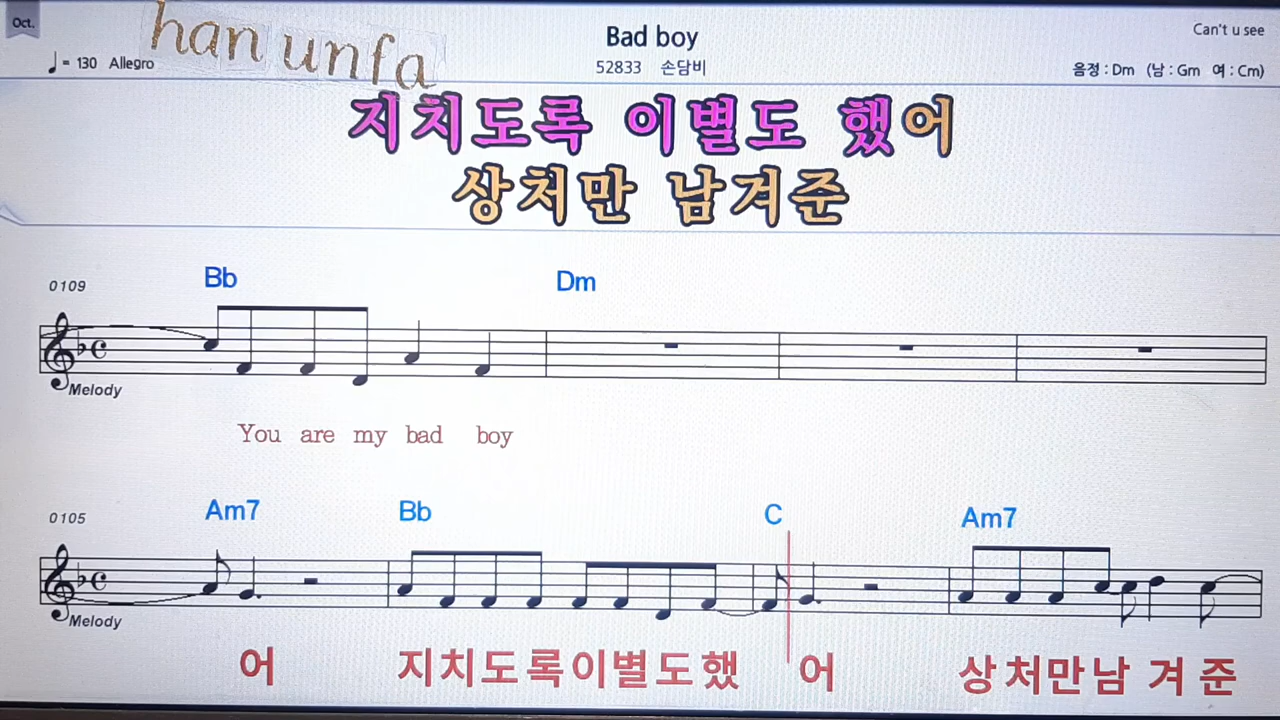 Oct.
han unfa
Bad boy
Can't u see
♩ = 130 Allegro
52833 손담비
음정 : Dm (남 : Gm 여 : Cm)
지치도록 이별도 했어
상처만 남겨준
0109
Bb Dm
Melody
You are my bad boy
0105
Am7 Bb C Am7
Melody
어 지치도록이별도했 어 상처만남 겨 준